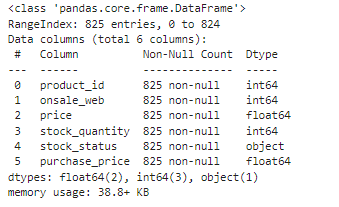 <class 'pandas.core.frame.DataFrame'>
RangeIndex: 825 entries, 0 to 824
Data columns (total 6 columns):
 #   Column          Non-Null Count  Dtype
---  ------          --------------  -----
 0   product_id      825 non-null    int64
 1   onsale_web      825 non-null    int64
 2   price           825 non-null    float64
 3   stock_quantity  825 non-null    int64
 4   stock_status    825 non-null    object
 5   purchase_price  825 non-null    float64
dtypes: float64(2), int64(3), object(1)
memory usage: 38.8+ KB